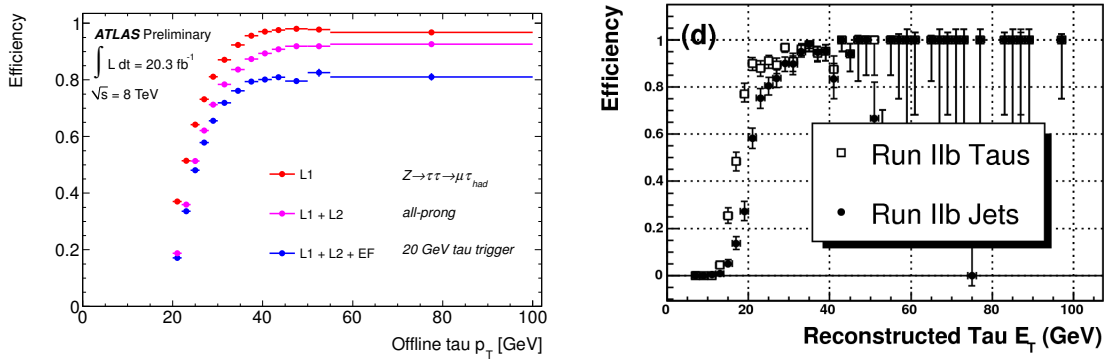 Efficiency
1
0.8
0.6
0.4
0.2
0
ATLAS Preliminary
∫ L dt = 20.3 fb⁻¹
√s = 8 TeV
L1
Z→ττ→μτ_had
L1 + L2
all-prong
L1 + L2 + EF
20 GeV tau trigger
0 20 40 60 80 100
Offline tau p_T [GeV]
Efficiency
1
0.8
0.6
0.4
0.2
0
(d)
Run IIb Taus
Run IIb Jets
0 20 40 60 80 100
Reconstructed Tau E_T (GeV)